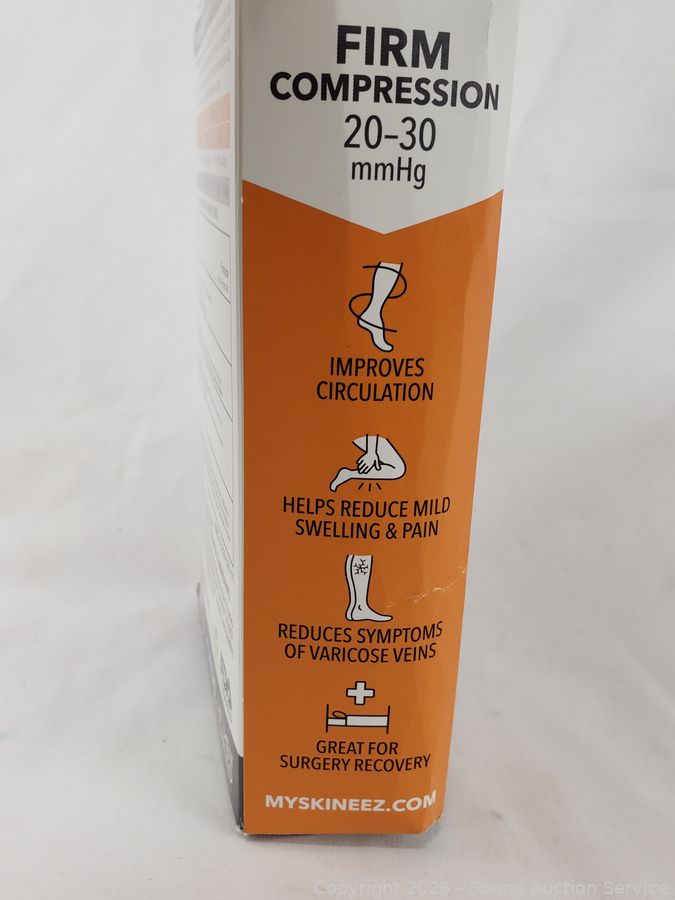 FIRM
COMPRESSION
20–30
mmHg
IMPROVES
CIRCULATION
HELPS REDUCE MILD
SWELLING & PAIN
REDUCES SYMPTOMS
OF VARICOSE VEINS
GREAT FOR
SURGERY RECOVERY
MYSKINEEZ.COM
Copyright 2026 - Sound Auction Service